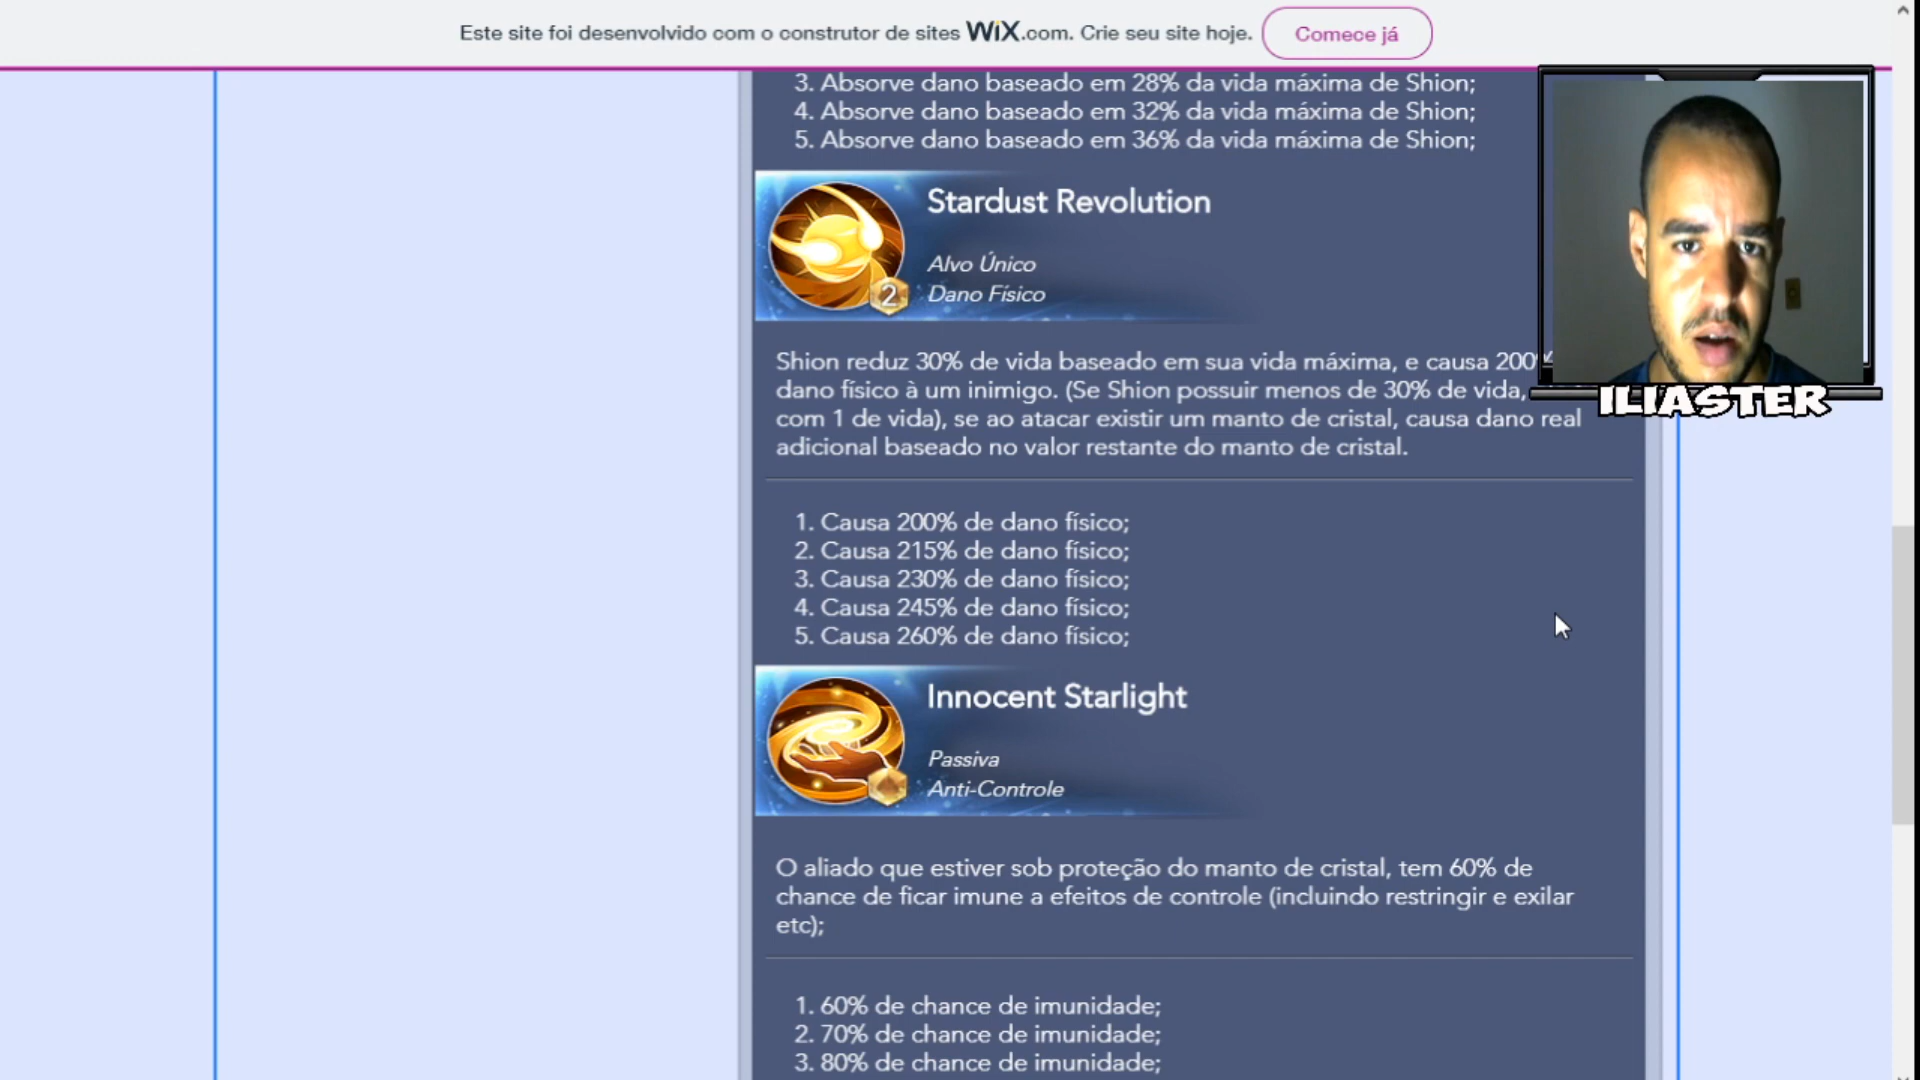 Este site foi desenvolvido com o construtor de sites WiX.com. Crie seu site hoje.
Comece já
3. Absorve dano baseado em 28% da vida máxima de Shion;
4. Absorve dano baseado em 32% da vida máxima de Shion;
5. Absorve dano baseado em 36% da vida máxima de Shion;
Stardust Revolution
Alvo Único
2
Dano Físico
Shion reduz 30% de vida baseado em sua vida máxima, e causa 200%
dano físico à um inimigo. (Se Shion possuir menos de 30% de vida,
com 1 de vida), se ao atacar existir um manto de cristal, causa dano real
adicional baseado no valor restante do manto de cristal.
1. Causa 200% de dano físico;
2. Causa 215% de dano físico;
3. Causa 230% de dano físico;
4. Causa 245% de dano físico;
5. Causa 260% de dano físico;
Innocent Starlight
Passiva
Anti-Controle
O aliado que estiver sob proteção do manto de cristal, tem 60% de
chance de ficar imune a efeitos de controle (incluindo restringir e exilar
etc);
1. 60% de chance de imunidade;
2. 70% de chance de imunidade;
3. 80% de chance de imunidade;
ILIASTER